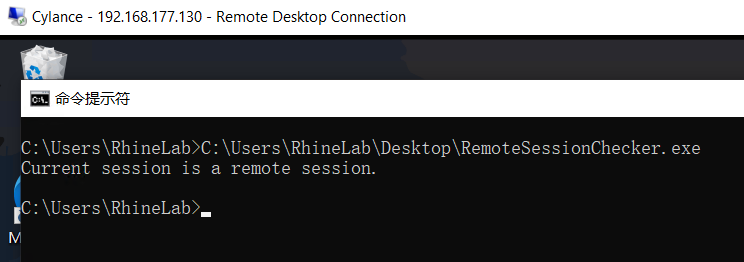 Cylance - 192.168.177.130 - Remote Desktop Connection
命令提示符
C:\Users\RhineLab>C:\Users\RhineLab\Desktop\RemoteSessionChecker.exe
Current session is a remote session.
C:\Users\RhineLab>